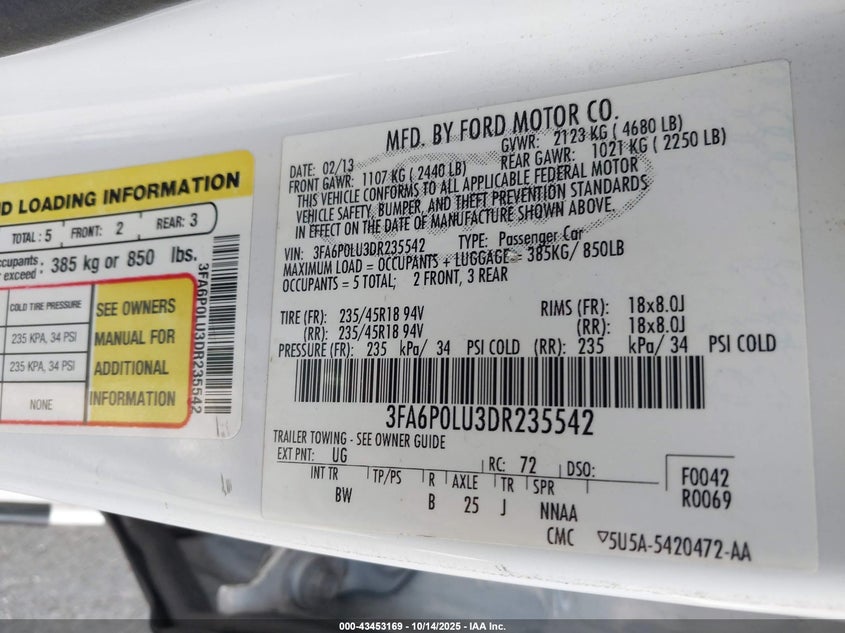 ND LOADING INFORMATION
TOTAL: 5 FRONT: 2 REAR: 3
385 kg or 850 lbs.
exceed
COLD TIRE PRESSURE
235 KPA, 34 PSI
235 KPA, 34 PSI
NONE
SEE OWNERS
MANUAL FOR
ADDITIONAL
INFORMATION
3FA6P0LU3DR235542
MFD. BY FORD MOTOR CO.
DATE: 02/13 GVWR: 2123 KG ( 4680 LB)
FRONT GAWR: 1107 KG ( 2440 LB) REAR GAWR: 1021 KG ( 2250 LB)
THIS VEHICLE CONFORMS TO ALL APPLICABLE FEDERAL MOTOR
VEHICLE SAFETY, BUMPER, AND THEFT PREVENTION STANDARDS
IN EFFECT ON THE DATE OF MANUFACTURE SHOWN ABOVE.
VIN: 3FA6P0LU3DR235542 TYPE: Passenger Car
MAXIMUM LOAD = OCCUPANTS + LUGGAGE = 385KG/ 850LB
OCCUPANTS = 5 TOTAL; 2 FRONT, 3 REAR
TIRE (FR): 235/45R18 94V RIMS (FR): 18x8.0J
(RR): 235/45R18 94V (RR): 18x8.0J
PRESSURE (FR): 235 kPa/ 34 PSI COLD (RR): 235 kPa/ 34 PSI COLD
3FA6P0LU3DR235542
TRAILER TOWING - SEE OWNER GUIDE
EXT PNT: UG RC: 72 DSO:
INT TR TP/PS R AXLE TR SPR
BW B 25 J NNAA
F0042
R0069
CMC ▽5U5A-5420472-AA
000-43453169 • 10/14/2025 • IAA Inc.